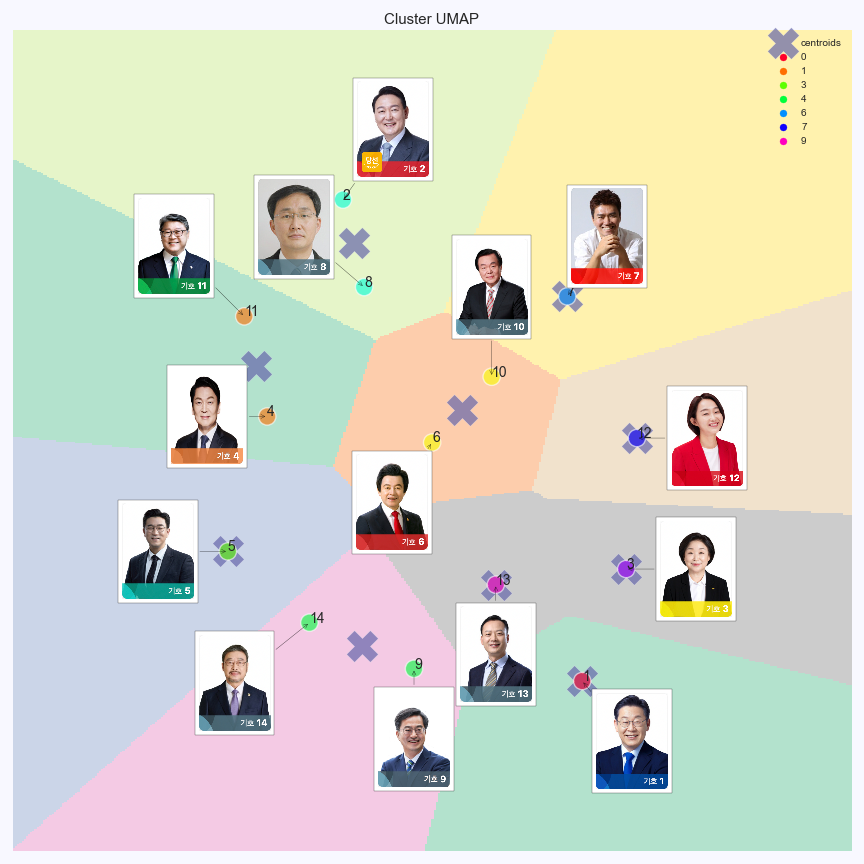 Cluster UMAP
centroids
0
1
3
4
6
7
9
당선
기호 2
2
기호 8
8
기호 11
11
기호 7
7
기호 10
10
기호 4
4
6
기호 6
12
기호 12
기호 5
5
3
기호 3
13
기호 13
14
기호 14
9
기호 9
1
기호 1